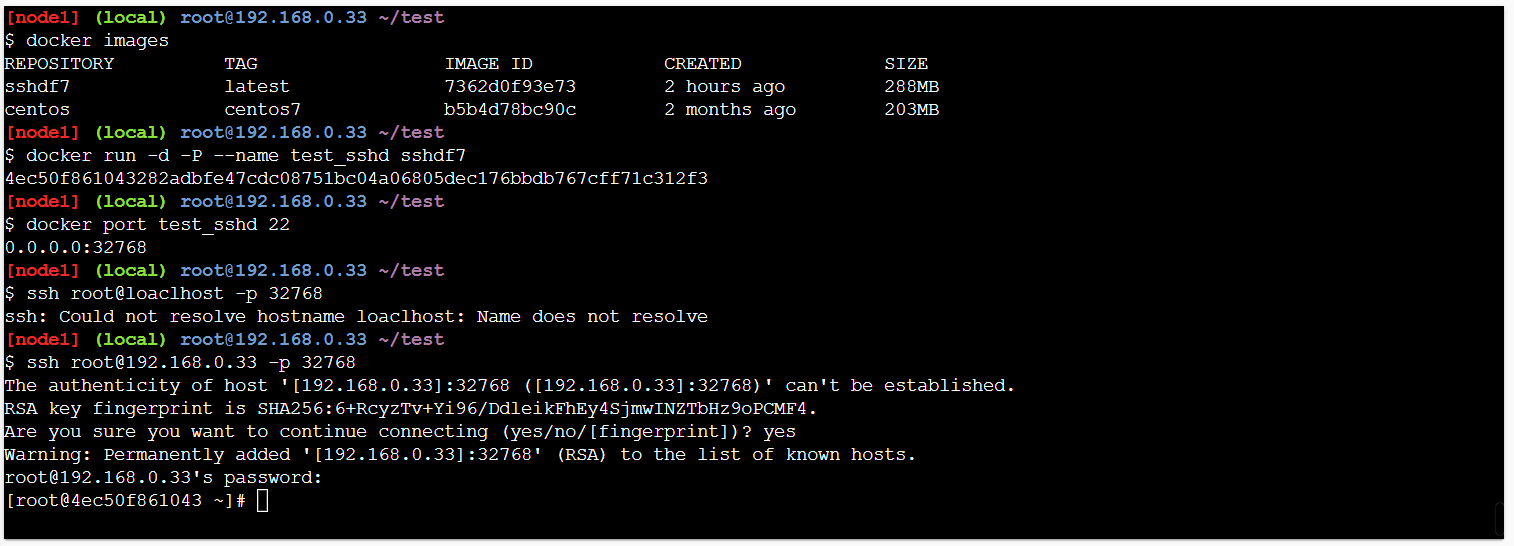 [node1] (local) root@192.168.0.33 ~/test
$ docker images
REPOSITORY TAG IMAGE ID CREATED SIZE
sshdf7 latest 7362d0f93e73 2 hours ago 288MB
centos centos7 b5b4d78bc90c 2 months ago 203MB
[node1] (local) root@192.168.0.33 ~/test
$ docker run -d -P --name test_sshd sshdf7
4ec50f861043282adbfe47cdc08751bc04a06805dec176bbdb767cff71c312f3
[node1] (local) root@192.168.0.33 ~/test
$ docker port test_sshd 22
0.0.0.0:32768
[node1] (local) root@192.168.0.33 ~/test
$ ssh root@loaclhost -p 32768
ssh: Could not resolve hostname loaclhost: Name does not resolve
[node1] (local) root@192.168.0.33 ~/test
$ ssh root@192.168.0.33 -p 32768
The authenticity of host '[192.168.0.33]:32768 ([192.168.0.33]:32768)' can't be established.
RSA key fingerprint is SHA256:6+RcyzTv+Yi96/DdleikFhEy4SjmwINZTbHz9oPCMF4.
Are you sure you want to continue connecting (yes/no/[fingerprint])? yes
Warning: Permanently added '[192.168.0.33]:32768' (RSA) to the list of known hosts.
root@192.168.0.33's password:
[root@4ec50f861043 ~]#